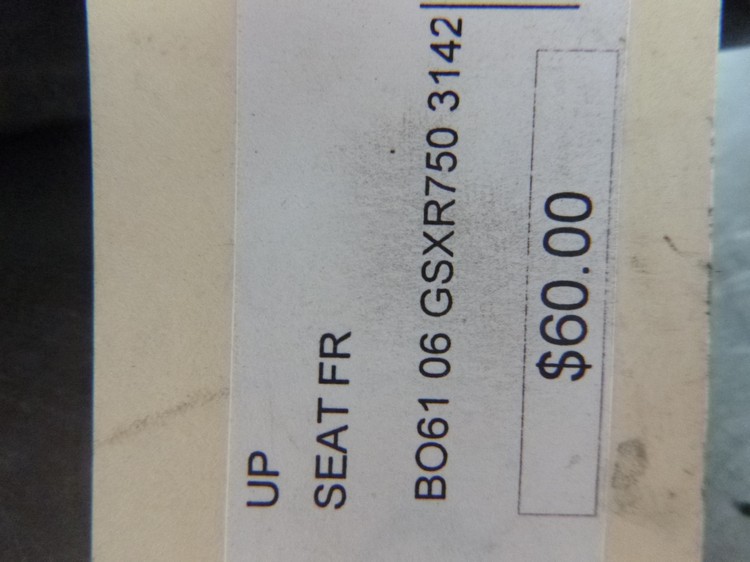 UP
SEAT FR
BO61 06 GSXR750 3142
$60.00